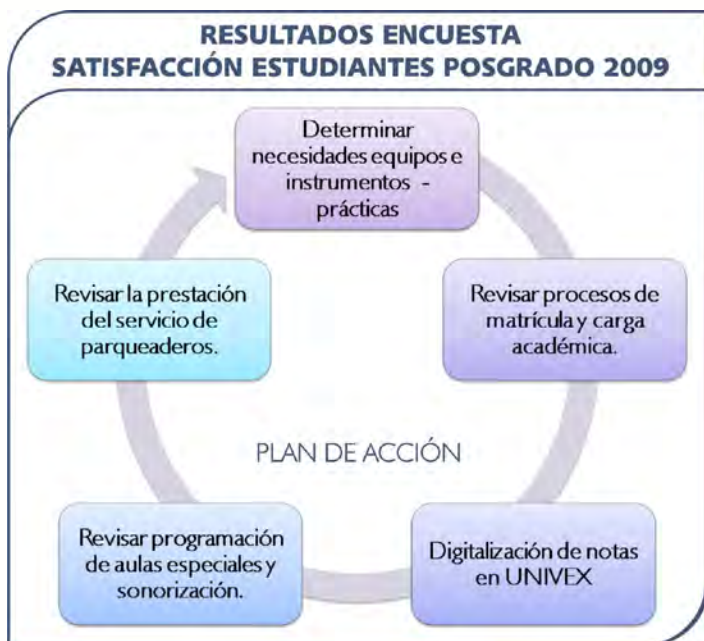 RESULTADOS ENCUESTA
SATISFACCIÓN ESTUDIANTES POSGRADO 2009
Determinar
necesidades equipos e
instrumentos -
prácticas
Revisar procesos de
matrícula y carga
académica.
Digitalización de notas
en UNIVEX
Revisar programación
de aulas especiales y
sonorización.
Revisar la prestación
del servicio de
parqueaderos.
PLAN DE ACCIÓN